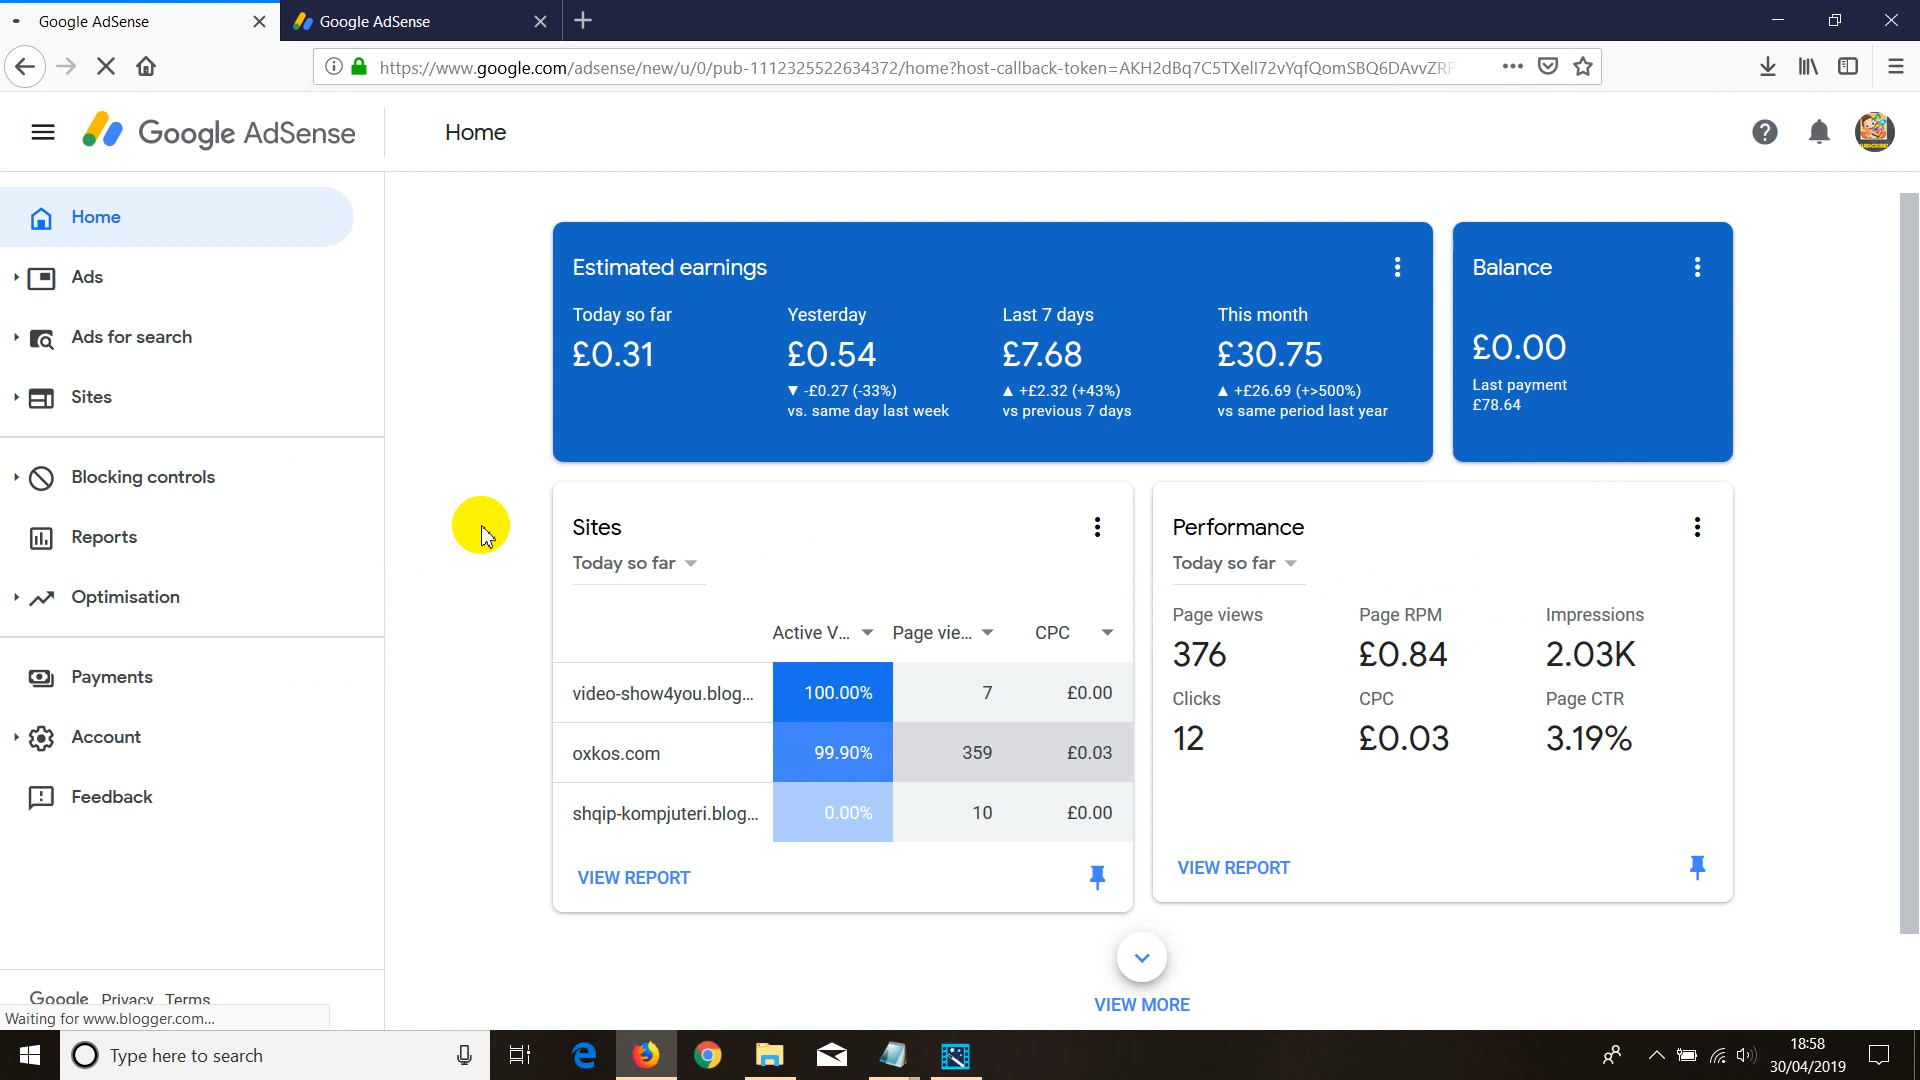 Google AdSense
Google AdSense
https://www.google.com/adsense/new/u/0/pub-1112325522634372/home?host-callback-token=AKH2dBq7C5TXelI72vYqfQomSBQ6DAvvZRP
Google AdSense
Home
Home
Ads
Ads for search
Sites
Blocking controls
Reports
Optimisation
Payments
Account
Feedback
Google Privacy Terms
Waiting for www.blogger.com...
Estimated earnings
Today so far Yesterday Last 7 days This month
£0.31 £0.54 £7.68 £30.75
▼ -£0.27 (-33%) ▲ +£2.32 (+43%) ▲ +£26.69 (+>500%)
vs. same day last week vs previous 7 days vs same period last year
Balance
£0.00
Last payment
£78.64
Sites
Today so far
Active V... Page vie... CPC
video-show4you.blog... 100.00% 7 £0.00
oxkos.com 99.90% 359 £0.03
shqip-kompjuteri.blog... 0.00% 10 £0.00
VIEW REPORT
Performance
Today so far
Page views Page RPM Impressions
376 £0.84 2.03K
Clicks CPC Page CTR
12 £0.03 3.19%
VIEW REPORT
VIEW MORE
Type here to search
18:58
30/04/2019